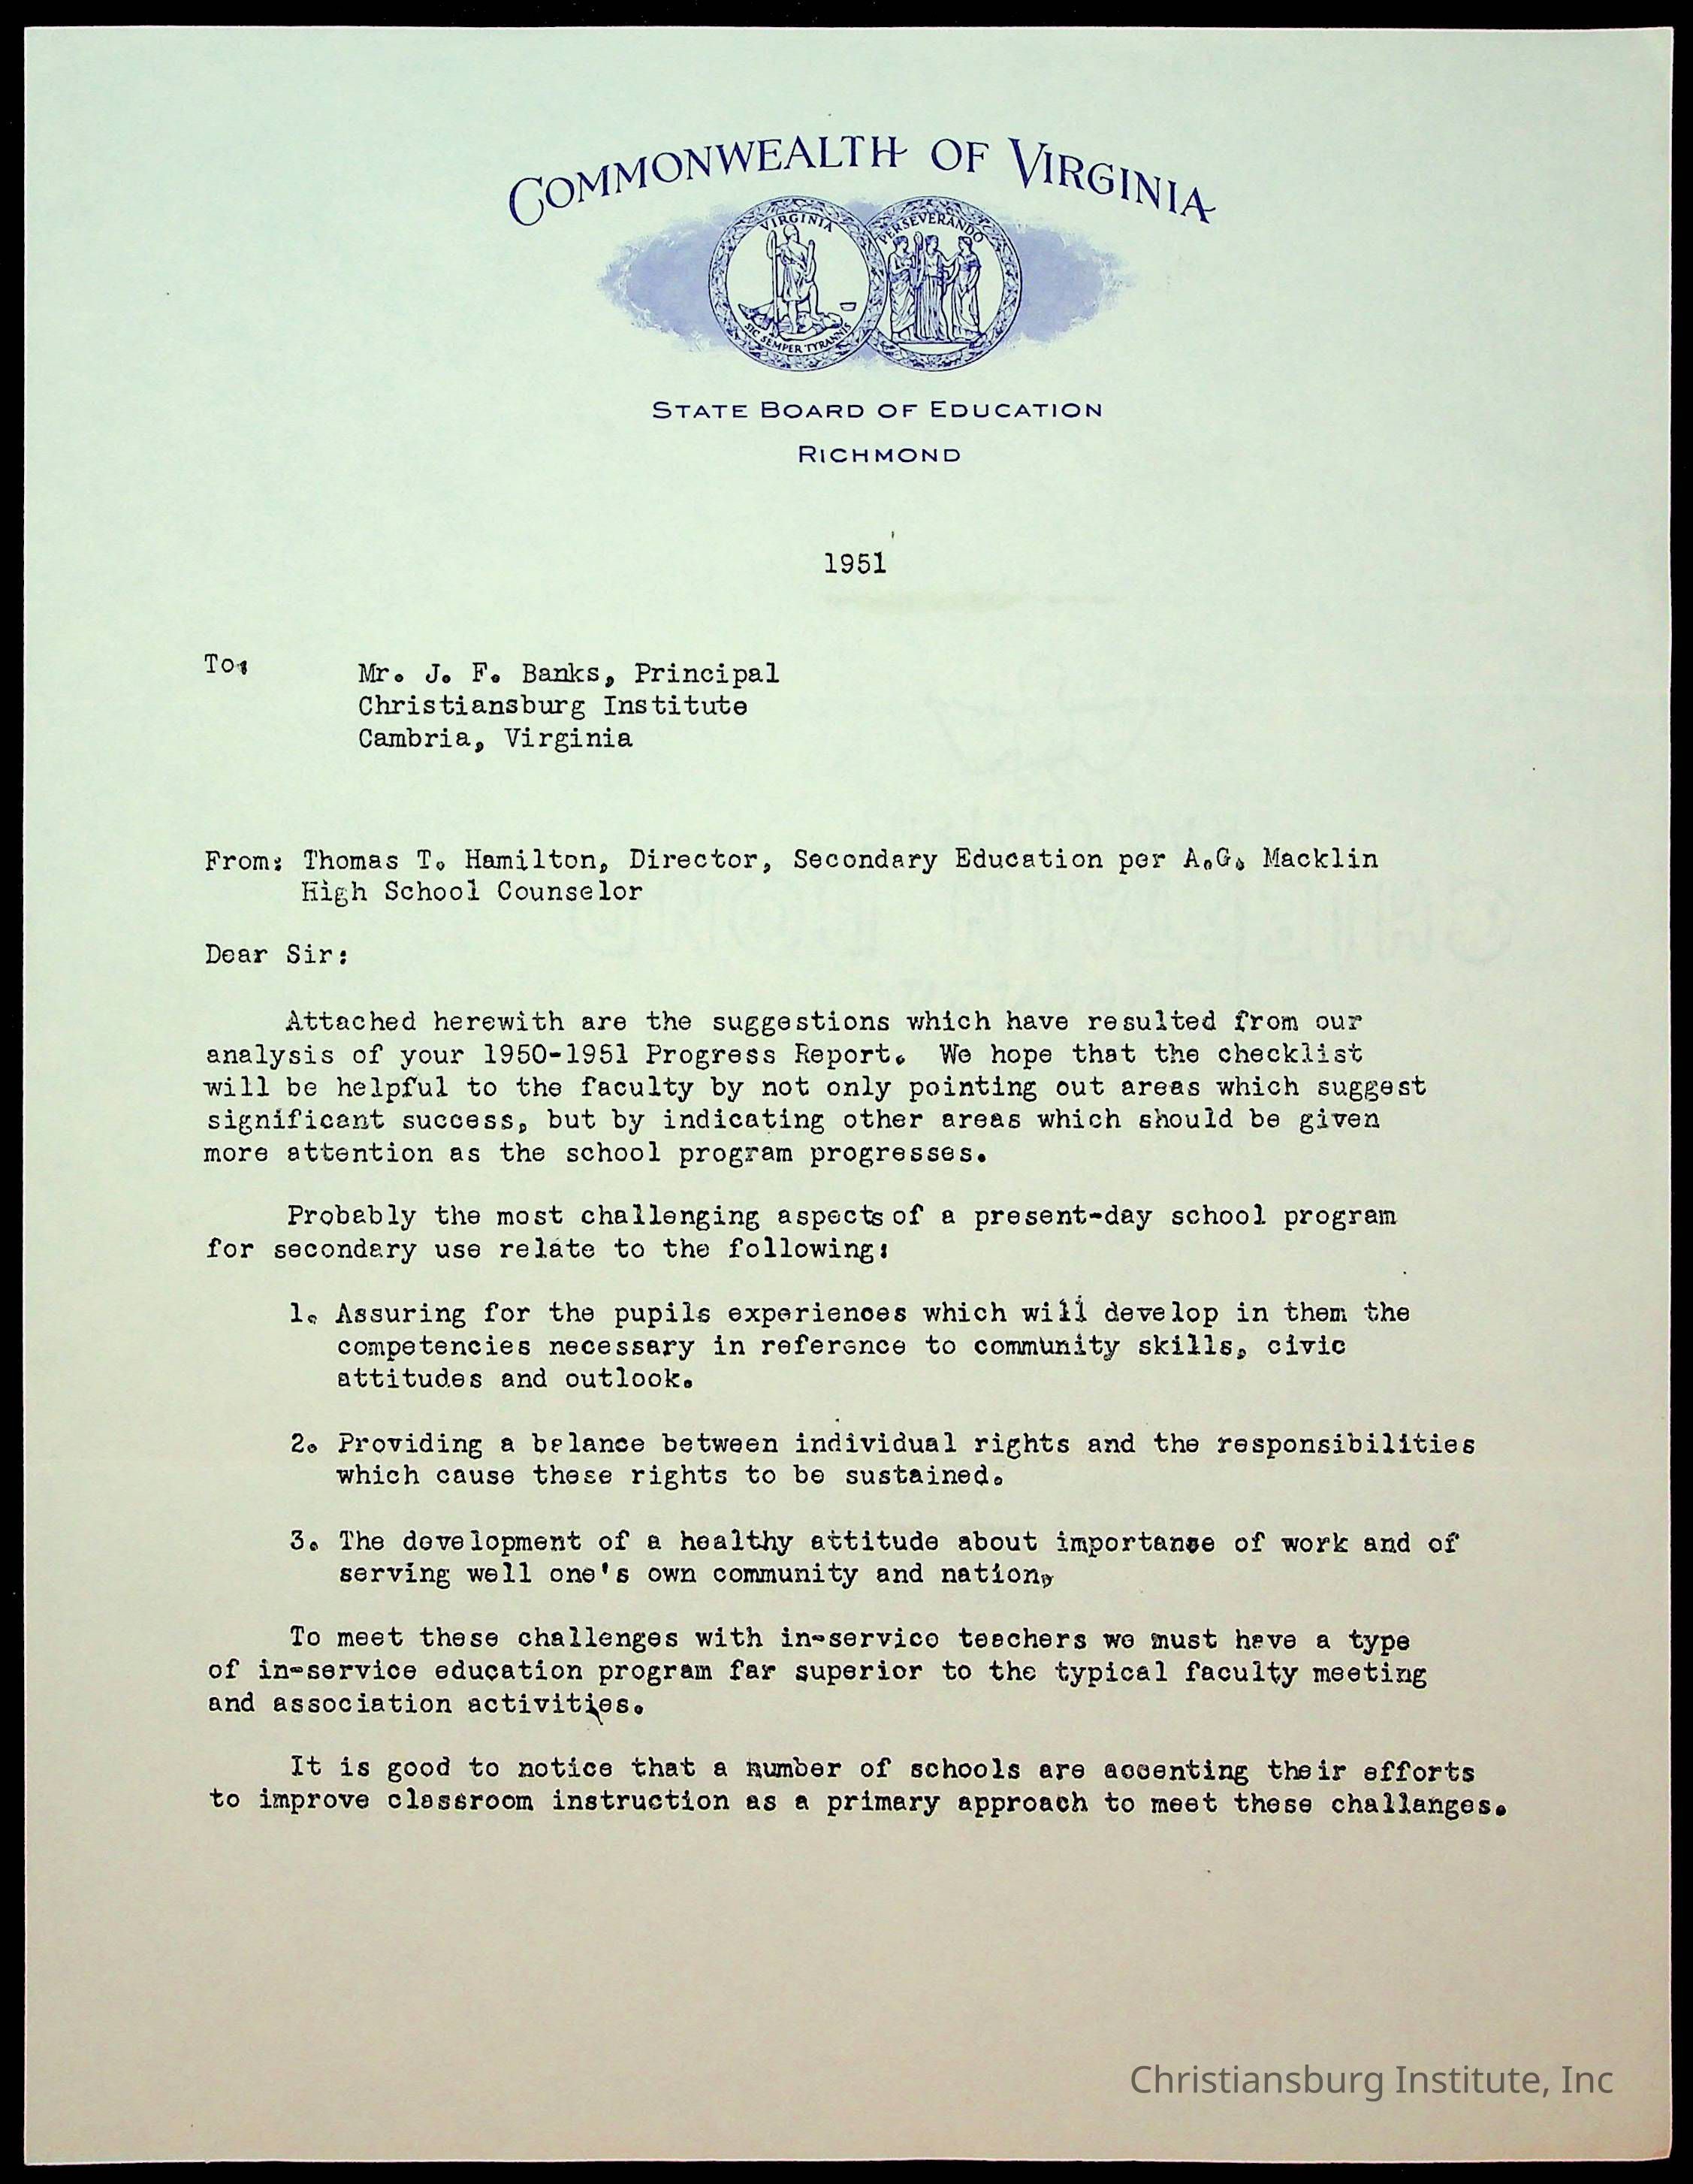 COMMONWEALTH OF VIRGINIA
VIRGINIA
PERSEVERANDO
SIC SEMPER TYRANNIS
STATE BOARD OF EDUCATION
RICHMOND
1951
To:
Mr. J. F. Banks, Principal
Christiansburg Institute
Cambria, Virginia
From: Thomas T. Hamilton, Director, Secondary Education per A.G. Macklin
High School Counselor
Dear Sir:
Attached herewith are the suggestions which have resulted from our
analysis of your 1950-1951 Progress Report. We hope that the checklist
will be helpful to the faculty by not only pointing out areas which suggest
significant success, but by indicating other areas which should be given
more attention as the school program progresses.
Probably the most challenging aspects of a present-day school program
for secondary use relate to the following:
1. Assuring for the pupils experiences which will develop in them the
competencies necessary in reference to community skills, civic
attitudes and outlook.
2. Providing a balance between individual rights and the responsibilities
which cause these rights to be sustained.
3. The development of a healthy attitude about importance of work and of
serving well one's own community and nation.
To meet these challenges with in-service teachers we must have a type
of in-service education program far superior to the typical faculty meeting
and association activities.
It is good to notice that a number of schools are accenting their efforts
to improve classroom instruction as a primary approach to meet these challanges.
Christiansburg Institute, Inc